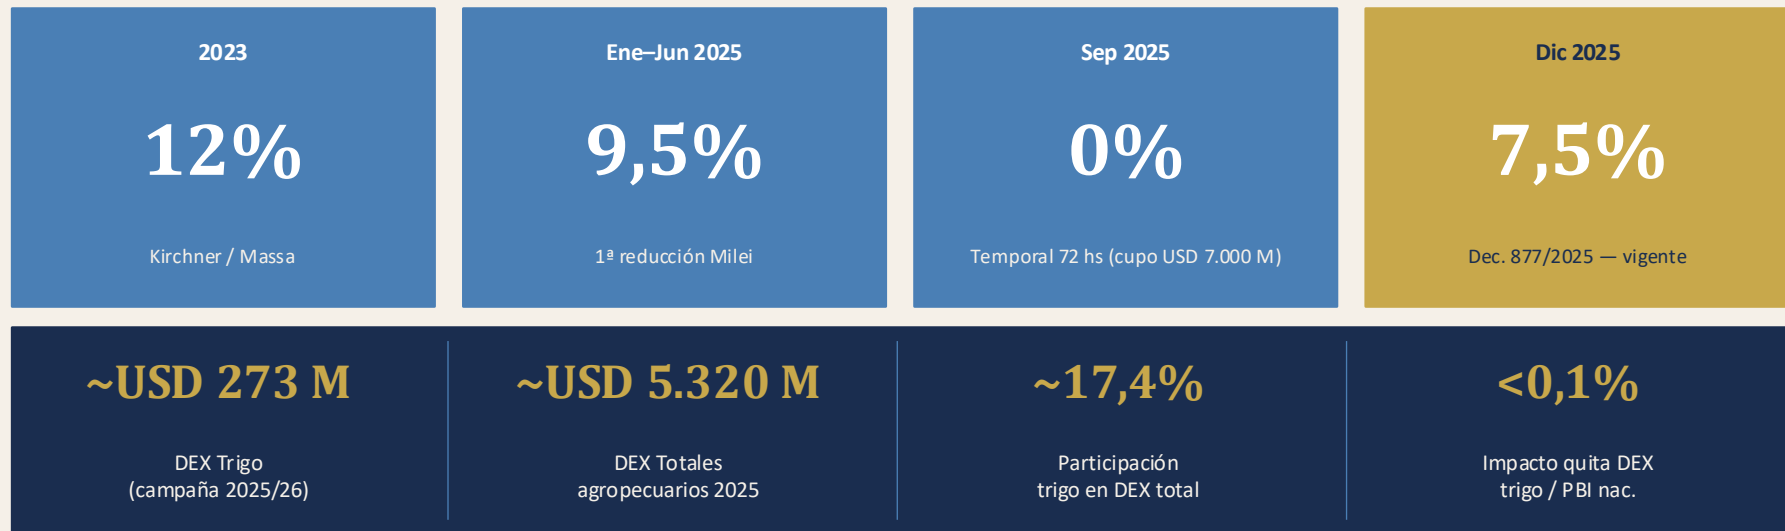 2023
12%
Kirchner / Massa
Ene–Jun 2025
9,5%
1ª reducción Milei
Sep 2025
0%
Temporal 72 hs (cupo USD 7.000 M)
Dic 2025
7,5%
Dec. 877/2025 — vigente
~USD 273 M
DEX Trigo
(campaña 2025/26)
~USD 5.320 M
DEX Totales
agropecuarios 2025
~17,4%
Participación
trigo en DEX total
<0,1%
Impacto quita DEX
trigo / PBI nac.